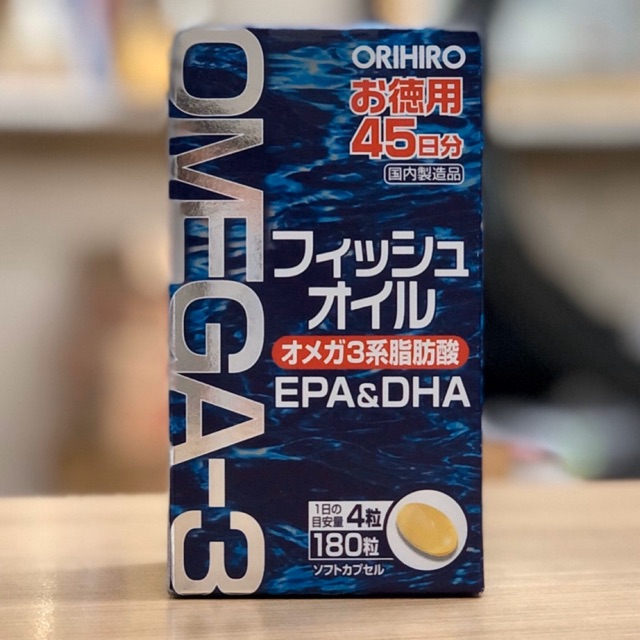 OMEGA-3
ORIHIRO
お徳用
45日分
国内製造品
フィッシュ
オイル
オメガ3系脂肪酸
EPA&DHA
1日の
目安量 4粒
180粒
ソフトカプセル